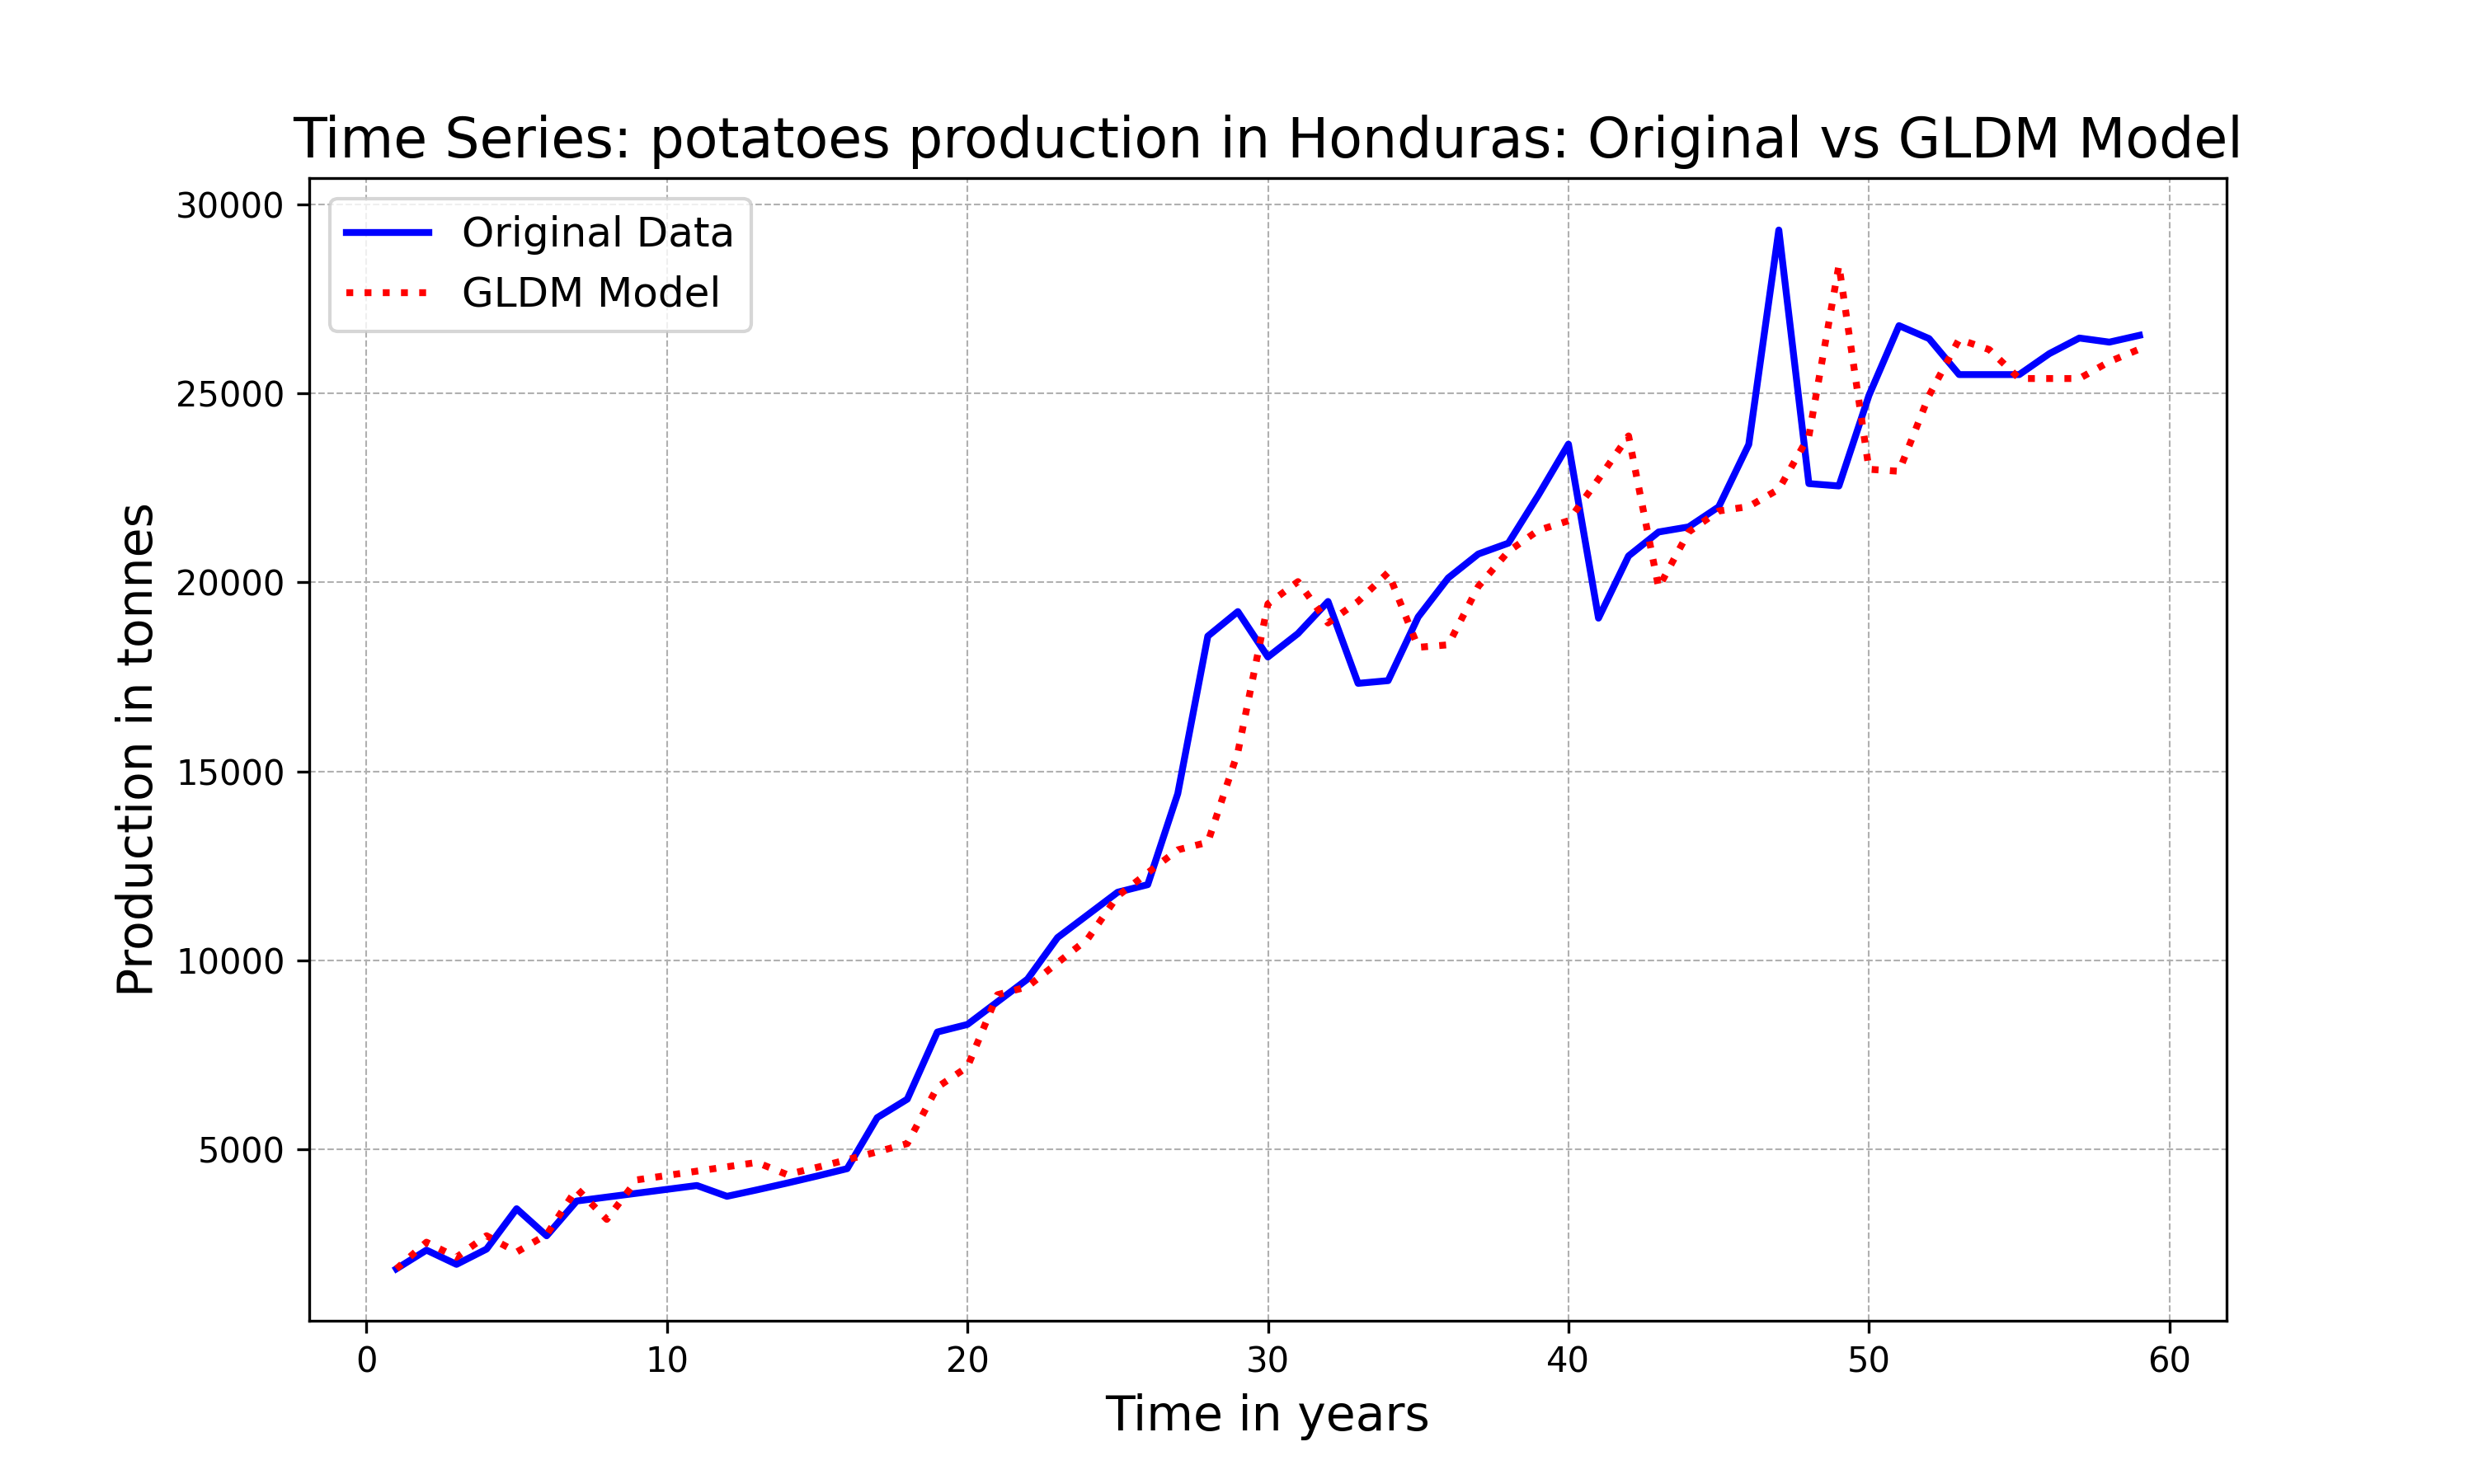 Time Series: potatoes production in Honduras: Original vs GLDM Model
Original Data
GLDM Model
Production in tonnes
30000
25000
20000
15000
10000
5000
0 10 20 30 40 50 60
Time in years